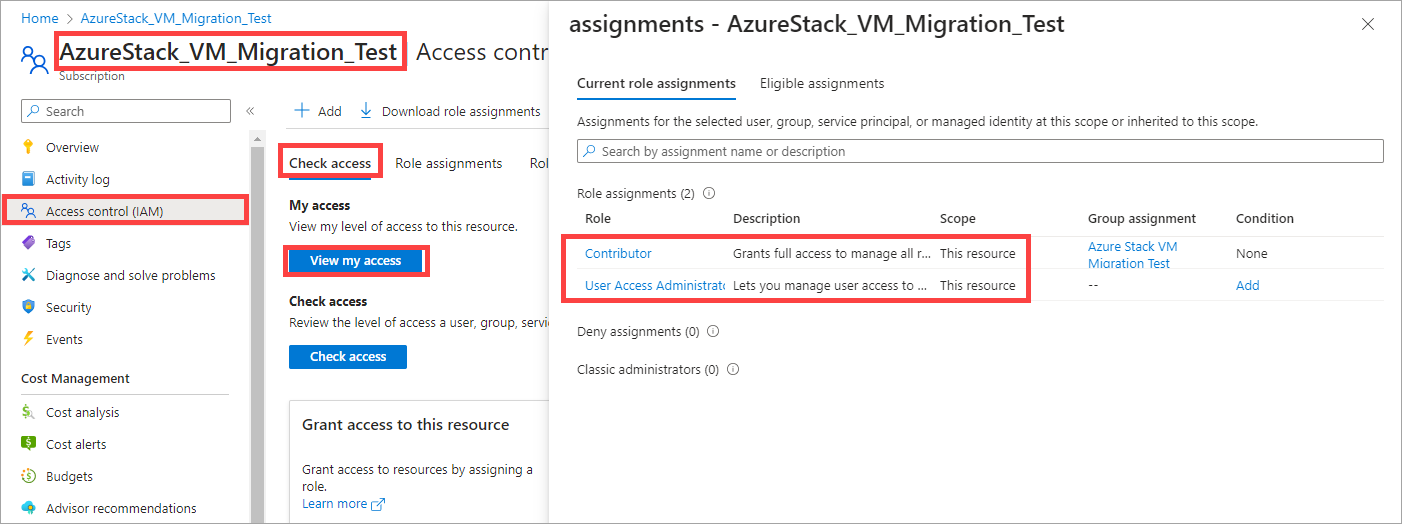 Home > AzureStack_VM_Migration_Test
AzureStack_VM_Migration_Test Access contr
Subscription
Search
«
Overview
Activity log
Access control (IAM)
Tags
Diagnose and solve problems
Security
Events
Cost Management
Cost analysis
Cost alerts
Budgets
Advisor recommendations
Add Download role assignments
Check access Role assignments Rol
My access
View my level of access to this resource.
View my access
Check access
Review the level of access a user, group, servic
Check access
Grant access to this resource
Grant access to resources by assigning a
role.
Learn more
assignments - AzureStack_VM_Migration_Test
Current role assignments Eligible assignments
Assignments for the selected user, group, service principal, or managed identity at this scope or inherited to this scope.
Search by assignment name or description
Role assignments (2)
Role Description Scope Group assignment Condition
Contributor Grants full access to manage all r... This resource Azure Stack VM None
Migration Test
User Access Administrato Lets you manage user access to ... This resource -- Add
Deny assignments (0)
Classic administrators (0)